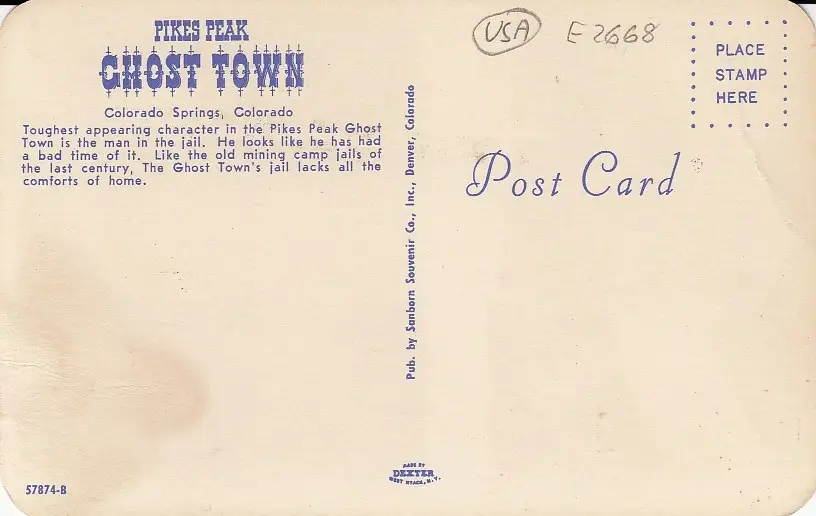 PIKES PEAK
GHOST TOWN
Colorado Springs, Colorado
Toughest appearing character in the Pikes Peak Ghost
Town is the man in the jail. He looks like he has had
a bad time of it. Like the old mining camp jails of
the last century, The Ghost Town's jail lacks all the
comforts of home.
57874-B
Pub. by Sanborn Souvenir Co., Inc., Denver, Colorado
MADE BY
DEXTER
WEST NYACK, N.Y.
USA
E 2668
PLACE
STAMP
HERE
Post Card